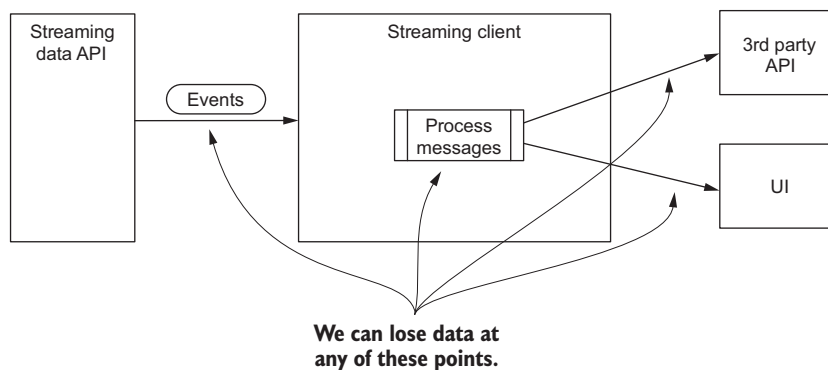 Streaming
data API
Events
Streaming client
Process
messages
3rd party
API
UI
We can lose data at
any of these points.